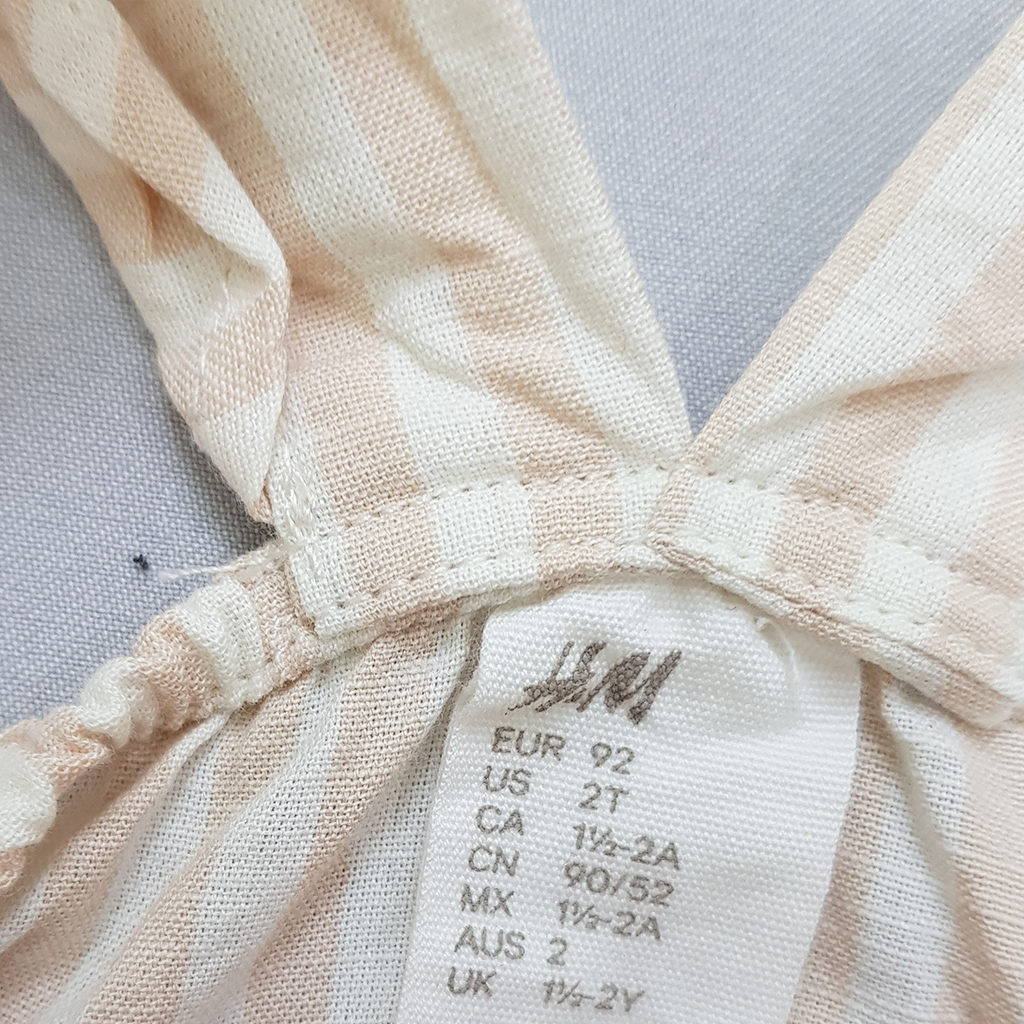 H&M
EUR 92
US 2T
CA 1½-2A
CN 90/52
MX 1½-2A
AUS 2
UK 1½-2Y